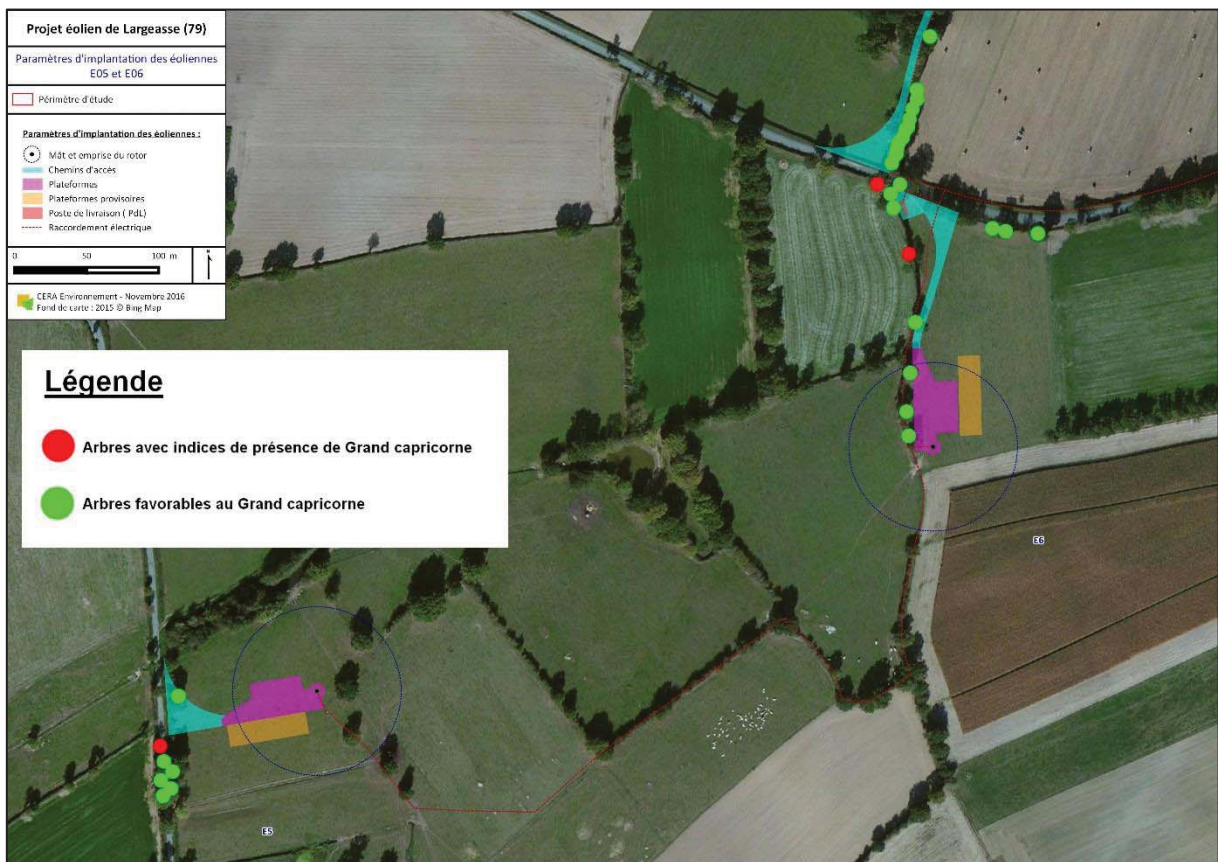 Projet éolien de Largeasse (79)
Paramètres d'implantation des éoliennes
E05 et E06
Périmètre d'étude
Paramètres d'implantation des éoliennes :
Mât et emprise du rotor
Chemins d'accès
Plateformes
Plateformes provisoires
Poste de livraison ( PdL)
Raccordement électrique
0 50 100 m
N
CERA Environnement - Novembre 2016
Fond de carte : 2015 © Bing Map
Légende
Arbres avec indices de présence de Grand capricorne
Arbres favorables au Grand capricorne
E6
E5